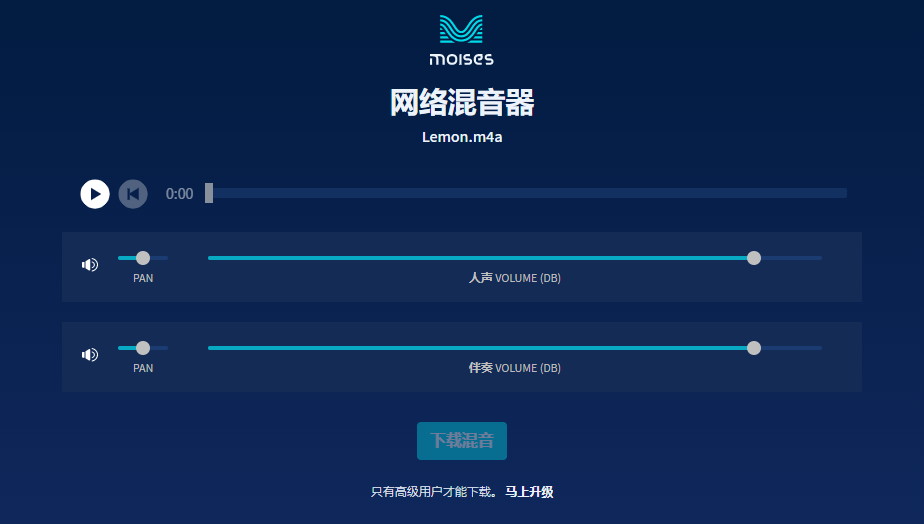 moises
网络混音器
Lemon.m4a
0:00
PAN
人声 VOLUME (DB)
PAN
伴奏 VOLUME (DB)
下载混音
只有高级用户才能下载。 马上升级